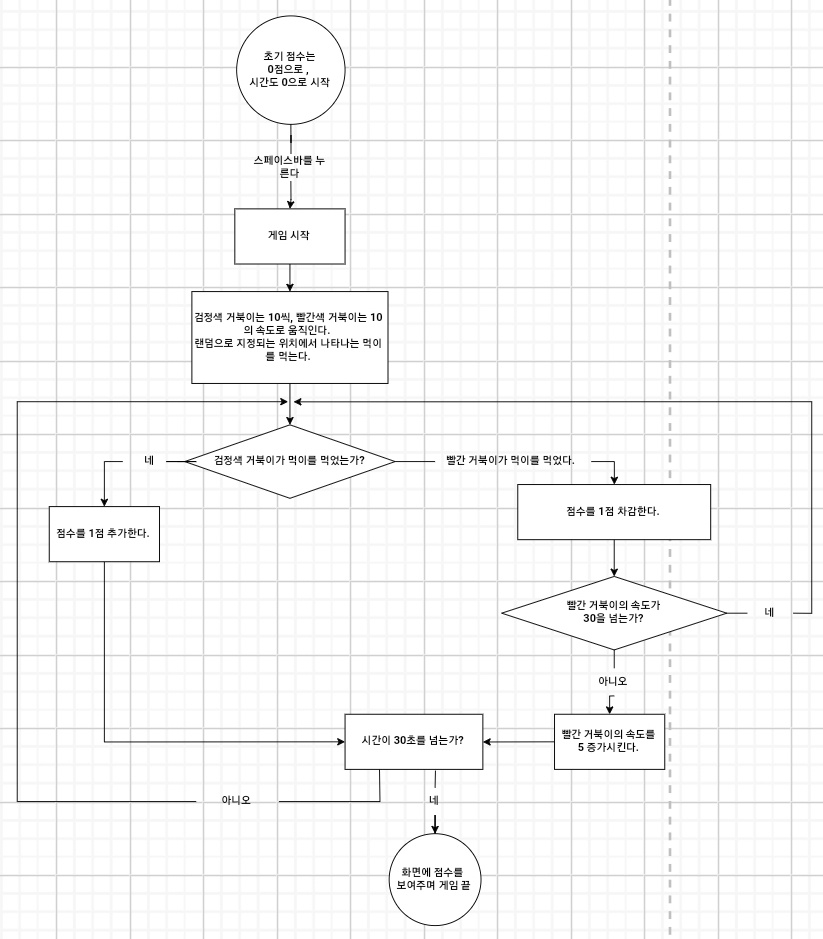 초기 점수는
0점으로 ,
시간도 0으로 시작
스페이스바를 누
른다
게임 시작
검정색 거북이는 10씩, 빨간색 거북이는 10
의 속도로 움직인다.
랜덤으로 지정되는 위치에서 나타나는 먹이
를 먹는다.
네
검정색 거북이가 먹이를 먹었는가?
빨간 거북이가 먹이를 먹었다.
점수를 1점 추가한다.
점수를 1점 차감한다.
빨간 거북이의 속도가
30을 넘는가?
네
아니오
시간이 30초를 넘는가?
빨간 거북이의 속도를
5 증가시킨다.
아니오
네
화면에 점수를
보여주며 게임 끝